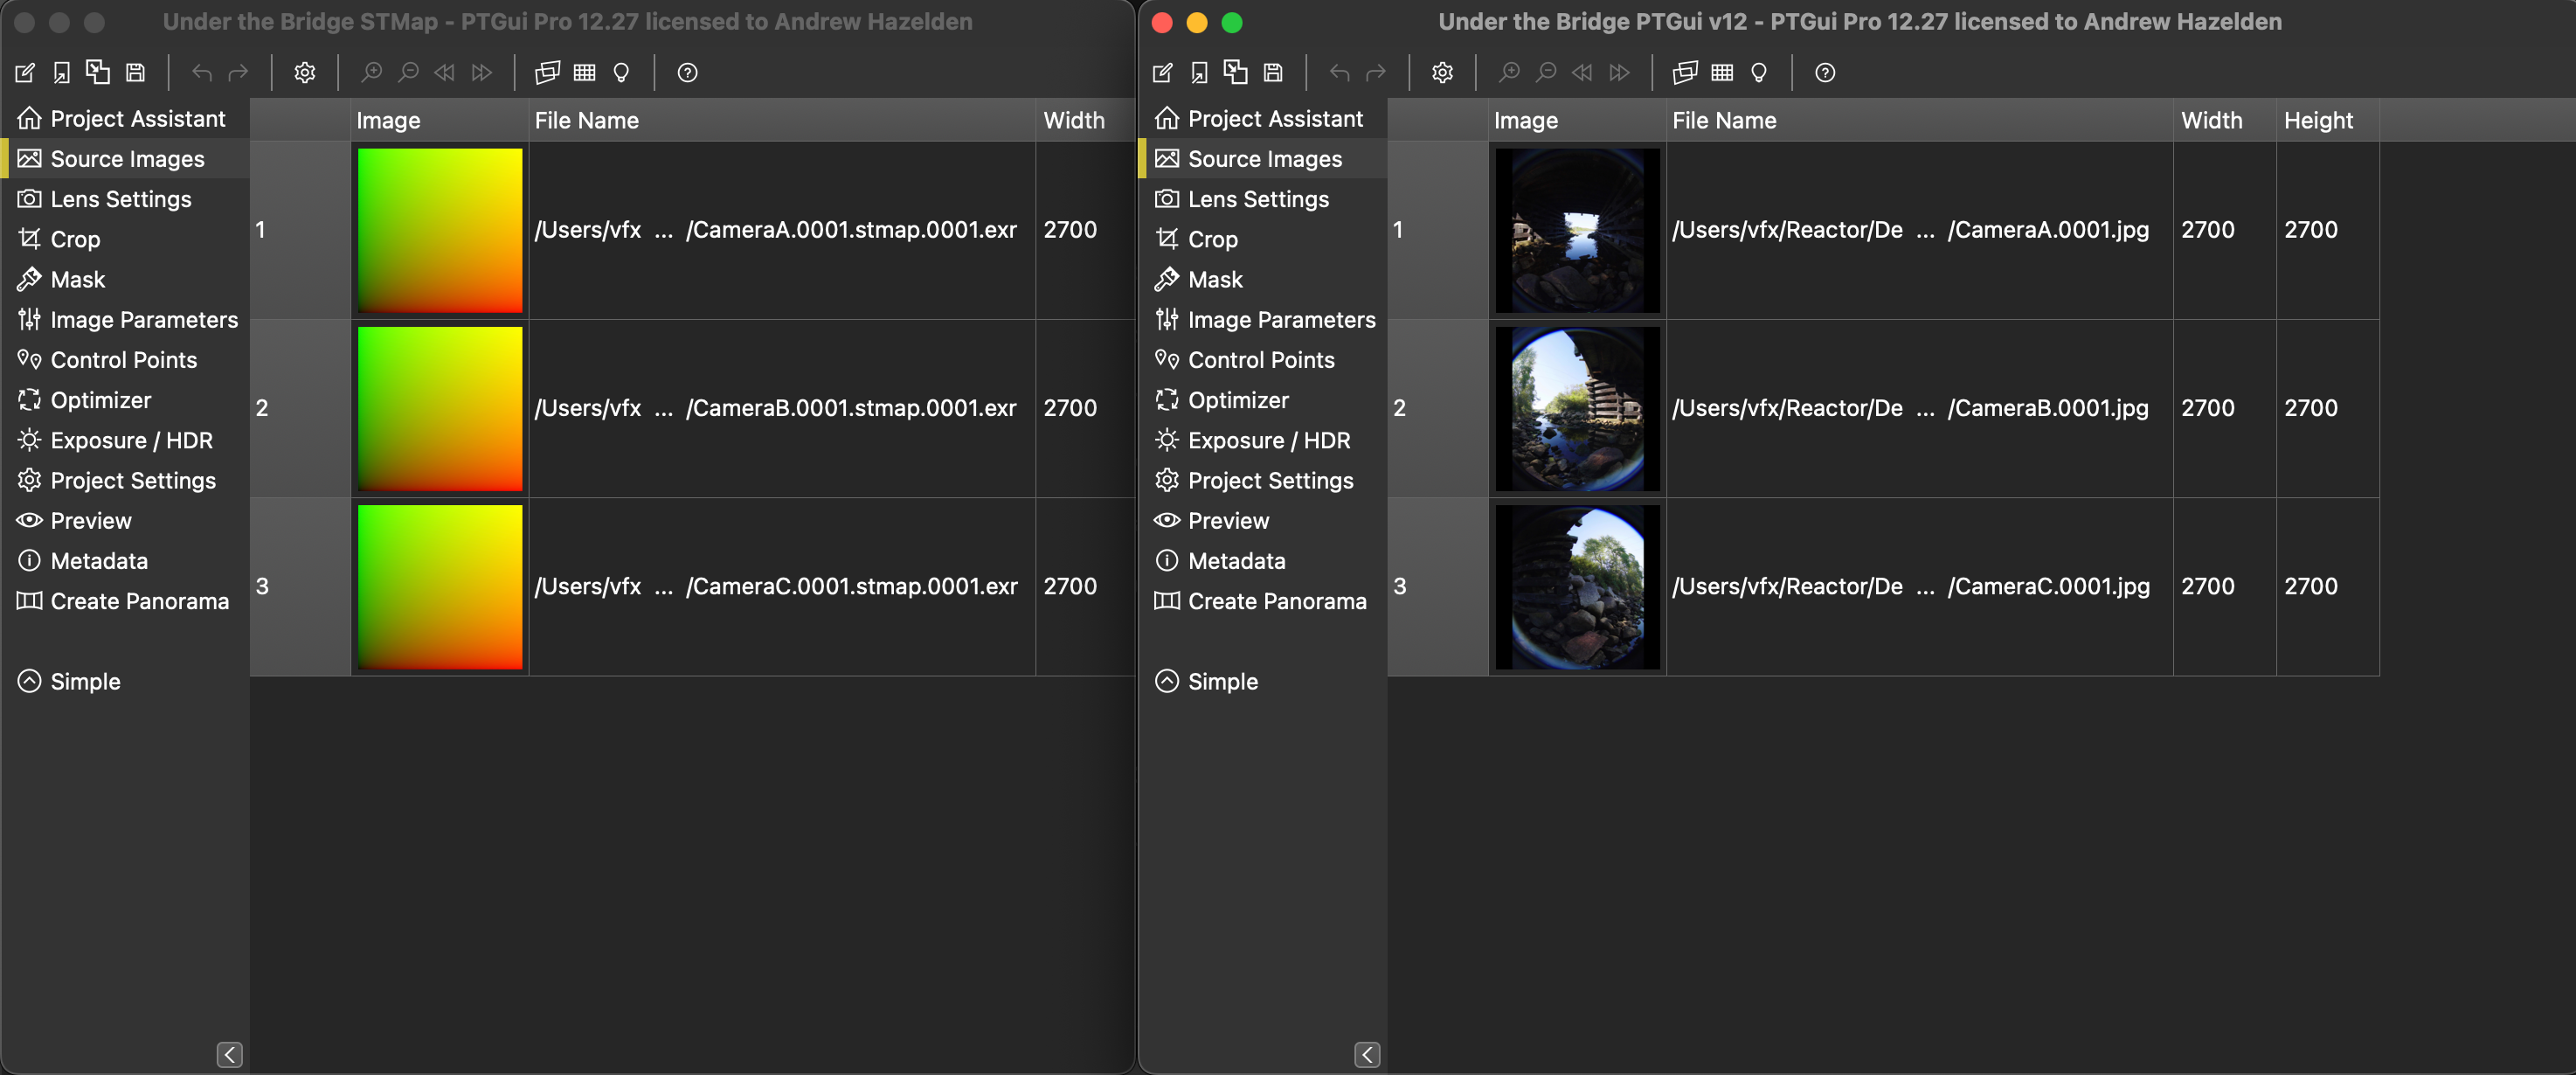 Under the Bridge STMap - PTGui Pro 12.27 licensed to Andrew Hazelden
Project Assistant
Source Images
Lens Settings
Crop
Mask
Image Parameters
Control Points
Optimizer
Exposure / HDR
Project Settings
Preview
Metadata
Create Panorama
Simple
Image File Name Width
1 /Users/vfx ... /CameraA.0001.stmap.0001.exr 2700
2 /Users/vfx ... /CameraB.0001.stmap.0001.exr 2700
3 /Users/vfx ... /CameraC.0001.stmap.0001.exr 2700
Under the Bridge PTGui v12 - PTGui Pro 12.27 licensed to Andrew Hazelden
Project Assistant
Source Images
Lens Settings
Crop
Mask
Image Parameters
Control Points
Optimizer
Exposure / HDR
Project Settings
Preview
Metadata
Create Panorama
Simple
Image File Name Width Height
1 /Users/vfx/Reactor/De ... /CameraA.0001.jpg 2700 2700
2 /Users/vfx/Reactor/De ... /CameraB.0001.jpg 2700 2700
3 /Users/vfx/Reactor/De ... /CameraC.0001.jpg 2700 2700